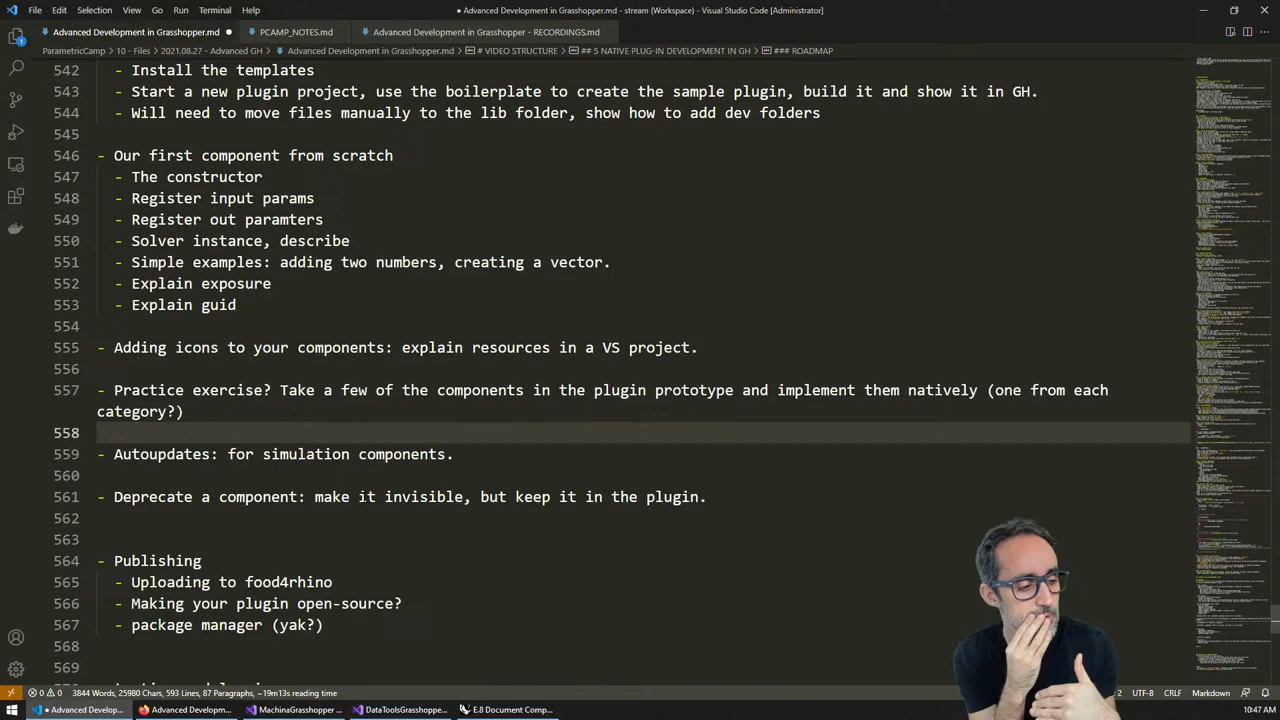 File Edit Selection View Go Run Terminal Help
● Advanced Development in Grasshopper.md - stream (Workspace) - Visual Studio Code [Administrator]
Advanced Development in Grasshopper.md ●
PCAMP_NOTES.md
Advanced Development in Grasshopper - RECORDINGS.md
ParametricCamp > 10 - Files > 2021.08.27 - Advanced GH > Advanced Development in Grasshopper.md > # VIDEO STRUCTURE > ## 5 NATIVE PLUG-IN DEVELOPMENT IN GH > ### ROADMAP
542 - Install the templates
543 - Start a new plugin project, use the boilerplate to create the sample plugin, build it and show it in GH.
544 - Will need to move files manually to the lib folder, show how to add dev folders
545
546 - Our first component from scratch
547 - The constructor
548 - Register input params
549 - Register out paramters
550 - Solver instance, describe
551 - Simple examples: adding two numbers, creating a vector.
552 - Explain exposure
553 - Explain guid
554
555 - Adding icons to your components: explain resources in a VS project.
556
557 - Practice exercise? Take a few of the components in the plugin prototype and iplement them natively (one from each
category?)
558
559 - Autoupdates: for simulation components.
560
561 - Deprecate a component: make it invisible, but keep it in the plugin.
562
563
564 - Publishing
565 - Uploading to food4rhino
566 - Making your plugin open-source?
567 - package manager (yak?)
568
569
0 0 3844 Words, 25980 Chars, 593 Lines, 87 Paragraphs, ~19m13s reading time
2 UTF-8 CRLF Markdown
● Advanced Develop... Advanced Developm... MachinaGrasshopper ... DataToolsGrasshoppe... E.8 Document Comp...
10:47 AM